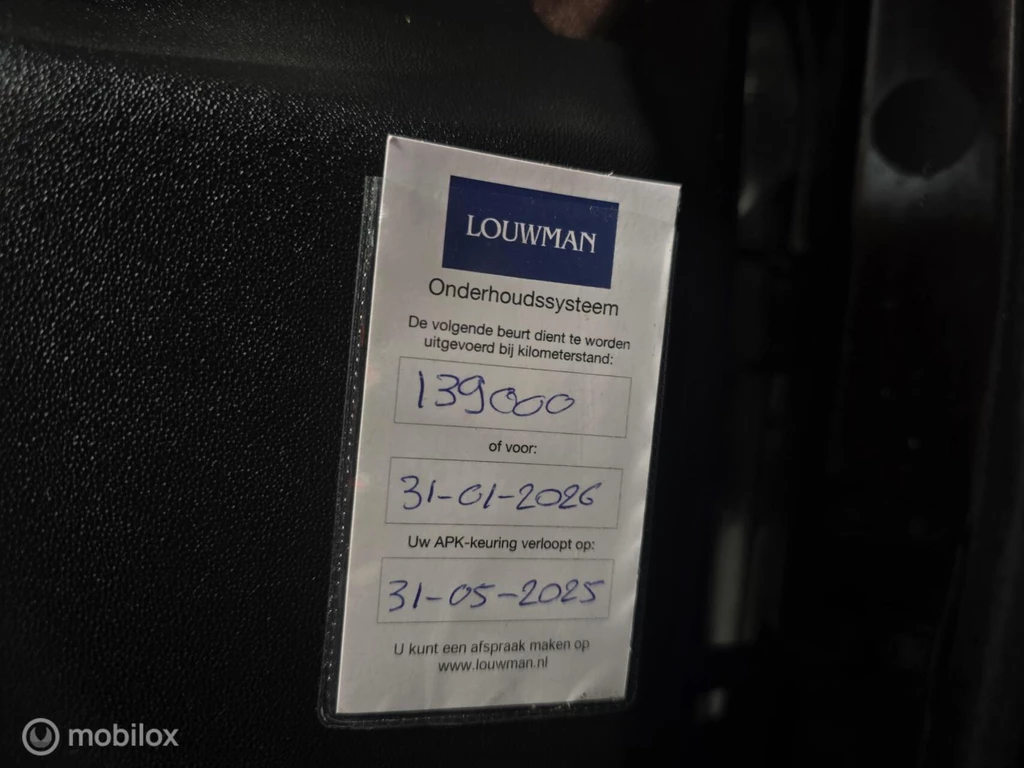 LOUWMAN
Onderhoudssysteem
De volgende beurt dient te worden
uitgevoerd bij kilometerstand:
139000
of voor:
31-01-2026
Uw APK-keuring verloopt op:
31-05-2025
U kunt een afspraak maken op
www.louwman.nl
mobilox